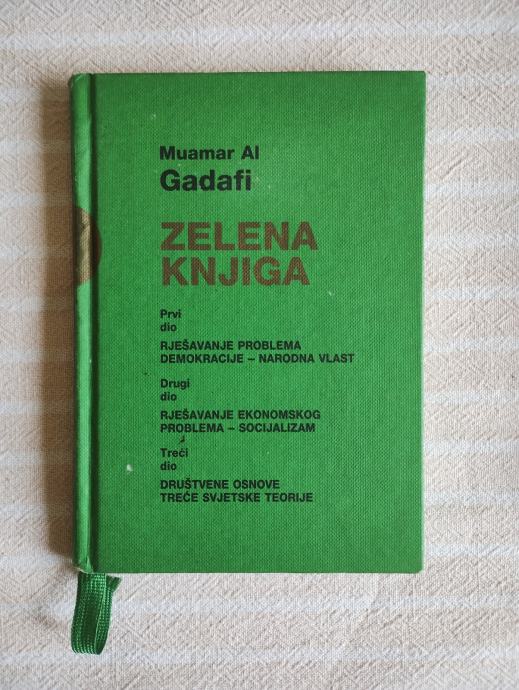 Muamar Al
Gadafi
ZELENA
KNJIGA
Prvi
dio
RJEŠAVANJE PROBLEMA
DEMOKRACIJE – NARODNA VLAST
Drugi
dio
RJEŠAVANJE EKONOMSKOG
PROBLEMA – SOCIJALIZAM
Treći
dio
DRUŠTVENE OSNOVE
TREĆE SVJETSKE TEORIJE